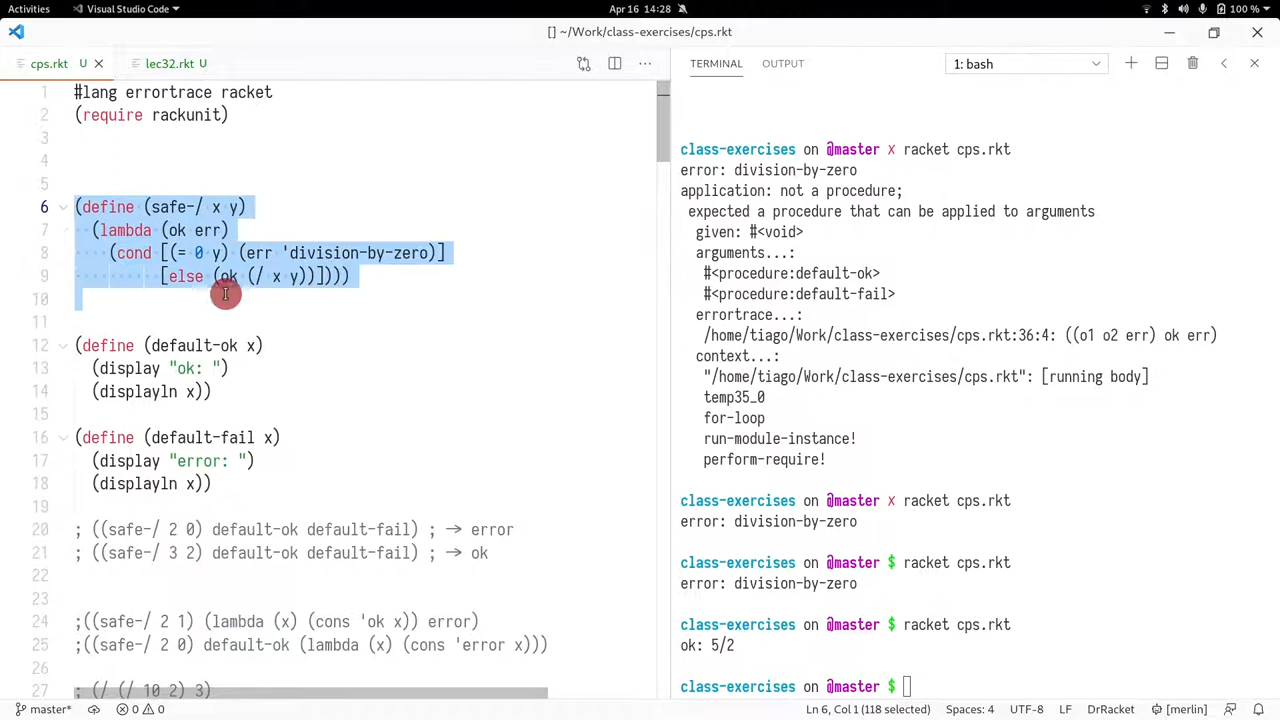 Activities Visual Studio Code Apr 16 14:28 100 %
[] ~/Work/class-exercises/cps.rkt
cps.rkt U lec32.rkt U
TERMINAL OUTPUT 1: bash
1 #lang errortrace racket
2 (require rackunit)
3
4
5
6 (define (safe-/ x y)
7 (lambda (ok err)
8 (cond [(= 0 y) (err 'division-by-zero)]
9 [else (ok (/ x y))])))
10
11
12 (define (default-ok x)
13 (display "ok: ")
14 (displayln x))
15
16 (define (default-fail x)
17 (display "error: ")
18 (displayln x))
19
20 ; ((safe-/ 2 0) default-ok default-fail) ; → error
21 ; ((safe-/ 3 2) default-ok default-fail) ; → ok
22
23
24 ;((safe-/ 2 1) (lambda (x) (cons 'ok x)) error)
25 ;((safe-/ 2 0) default-ok (lambda (x) (cons 'error x)))
26
27 ; (/ (/ 10 2) 3)
class-exercises on @master x racket cps.rkt
error: division-by-zero
application: not a procedure;
expected a procedure that can be applied to arguments
given: #<void>
arguments...:
#<procedure:default-ok>
#<procedure:default-fail>
errortrace...:
/home/tiago/Work/class-exercises/cps.rkt:36:4: ((o1 o2 err) ok err)
context...:
"/home/tiago/Work/class-exercises/cps.rkt": [running body]
temp35_0
for-loop
run-module-instance!
perform-require!
class-exercises on @master x racket cps.rkt
error: division-by-zero
class-exercises on @master $ racket cps.rkt
error: division-by-zero
class-exercises on @master $ racket cps.rkt
ok: 5/2
class-exercises on @master $
master* 0 0 Ln 6, Col 1 (118 selected) Spaces: 4 UTF-8 LF DrRacket [merlin]